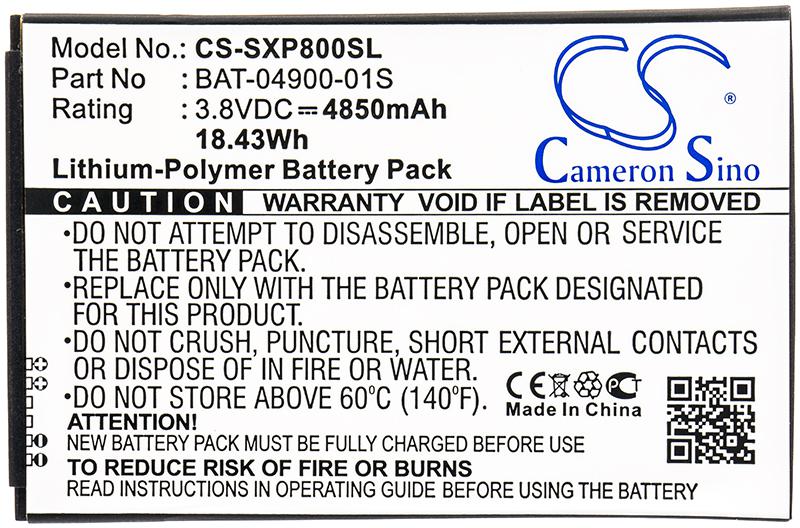 Model No.: CS-SXP800SL
Part No : BAT-04900-01S
Rating : 3.8VDC 4850mAh
18.43Wh
Lithium-Polymer Battery Pack
CS
®
Cameron Sino
CAUTION WARRANTY VOID IF LABEL IS REMOVED
•DO NOT ATTEMPT TO DISASSEMBLE, OPEN OR SERVICE
THE BATTERY PACK.
•REPLACE ONLY WITH THE BATTERY PACK DESIGNATED
FOR THIS PRODUCT.
•DO NOT CRUSH, PUNCTURE, SHORT EXTERNAL CONTACTS
OR DISPOSE OF IN FIRE OR WATER.
•DO NOT STORE ABOVE 60°C (140°F).
CE PCT
Made In China
ATTENTION!
NEW BATTERY PACK MUST BE FULLY CHARGED BEFORE USE
TO REDUCE RISK OF FIRE OR BURNS
READ INSTRUCTIONS IN OPERATING GUIDE BEFORE USING